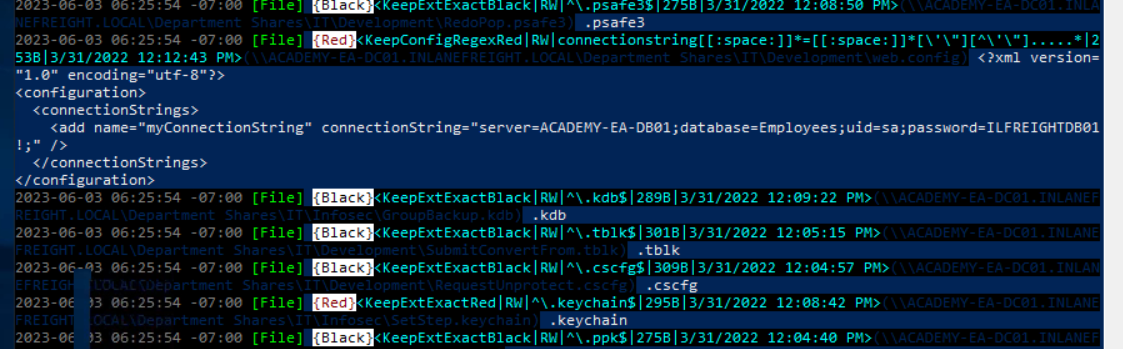 2023-06-03 06:25:54 -07:00 [File] {Black}<KeepExtExactBlack|RW|^\.psafe3$|275B|3/31/2022 12:08:50 PM>(\\ACADEMY-EA-DC01.INLAN
EFREIGHT.LOCAL\Department Shares\IT\Development\RedoPop.psafe3) .psafe3
2023-06-03 06:25:54 -07:00 [File] {Red}<KeepConfigRegexRed|RW|connectionstring[[:space:]]*=[[:space:]]*[\'\"][^\'\"].....*|2
53B|3/31/2022 12:12:43 PM>(\\ACADEMY-EA-DC01.INLANEFREIGHT.LOCAL\Department Shares\IT\Development\web.config) <?xml version=
"1.0" encoding="utf-8"?>
<configuration>
  <connectionStrings>
    <add name="myConnectionString" connectionString="server=ACADEMY-EA-DB01;database=Employees;uid=sa;password=ILFREIGHTDB01
!;" />
  </connectionStrings>
</configuration>
2023-06-03 06:25:54 -07:00 [File] {Black}<KeepExtExactBlack|RW|^\.kdb$|289B|3/31/2022 12:09:22 PM>(\\ACADEMY-EA-DC01.INLANEF
REIGHT.LOCAL\Department Shares\IT\Infosec\GroupBackup.kdb) .kdb
2023-06-03 06:25:54 -07:00 [File] {Black}<KeepExtExactBlack|RW|^\.tblk$|301B|3/31/2022 12:05:15 PM>(\\ACADEMY-EA-DC01.INLANE
FREIGHT.LOCAL\Department Shares\IT\Development\SubmitConvertFrom.tblk) .tblk
2023-06-03 06:25:54 -07:00 [File] {Black}<KeepExtExactBlack|RW|^\.cscfg$|309B|3/31/2022 12:04:57 PM>(\\ACADEMY-EA-DC01.INLAN
EFREIGHT.LOCAL\Department Shares\IT\Development\RequestUnprotect.cscfg) .cscfg
2023-06-03 06:25:54 -07:00 [File] {Red}<KeepExtExactRed|RW|^\.keychain$|295B|3/31/2022 12:08:42 PM>(\\ACADEMY-EA-DC01.INLANE
FREIGHT.LOCAL\Department Shares\IT\Infosec\SetStep.keychain) .keychain
2023-06-03 06:25:54 -07:00 [File] {Black}<KeepExtExactBlack|RW|^\.ppk$|275B|3/31/2022 12:04:40 PM>(\\ACADEMY-EA-DC01.INLANEF